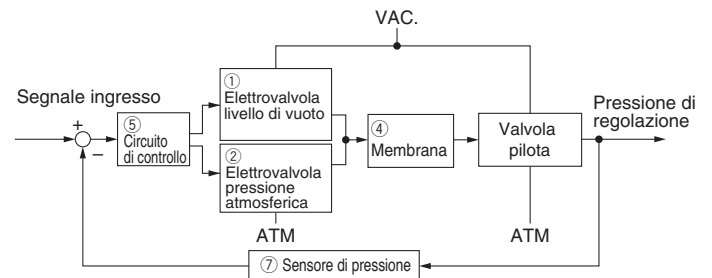 VAC.
Segnale ingresso
+
−
⑤
Circuito
di controllo
①
Elettrovalvola
livello di vuoto
②
Elettrovalvola
pressione
atmosferica
④
Membrana
Valvola
pilota
Pressione di
regolazione
ATM
ATM
⑦ Sensore di pressione